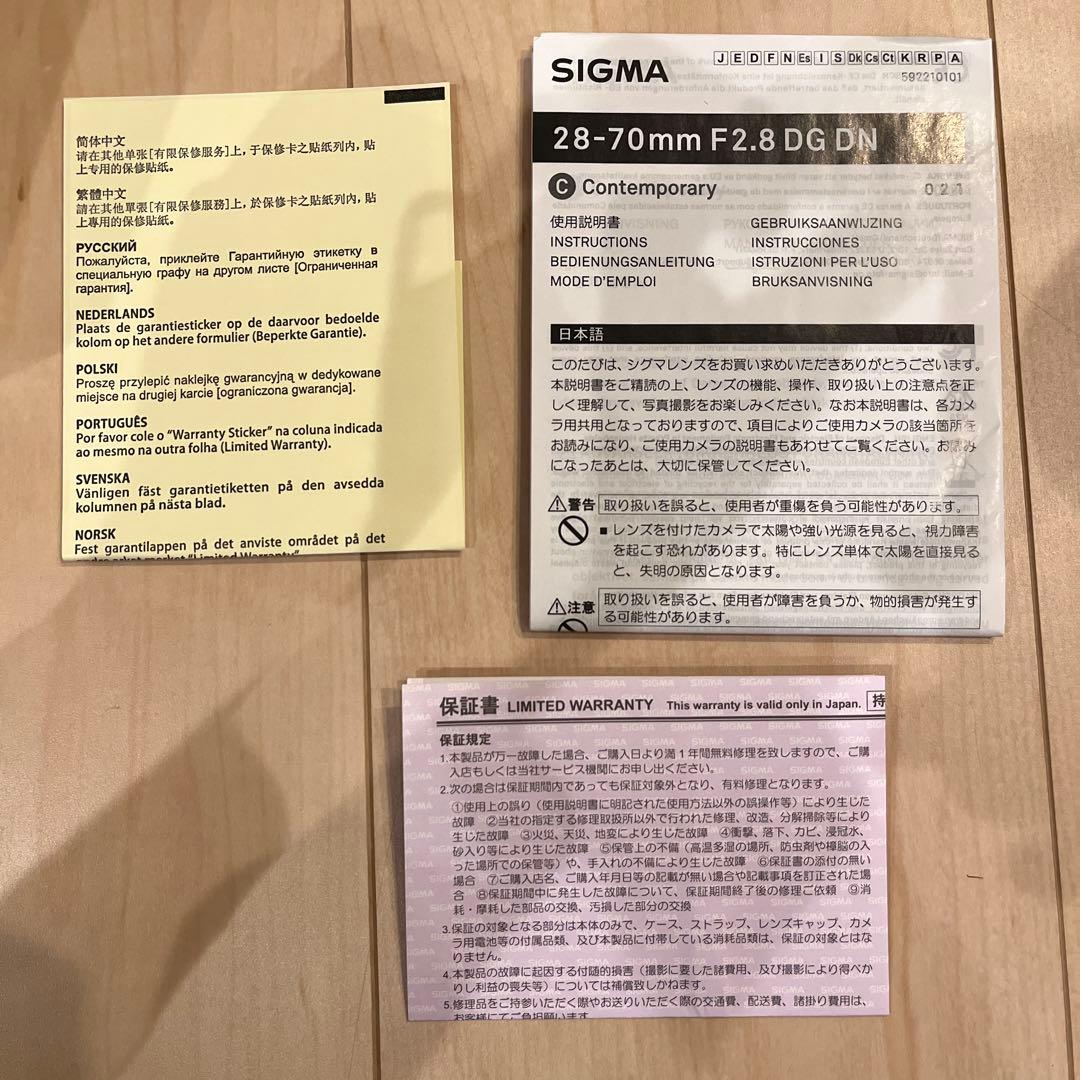 简体中文
请在其他单张[有限保修服务]上，于保修卡之贴纸列内，贴
上专用的保修贴纸。
繁體中文
請在其他單張[有限保修服務]上，於保修卡之貼紙列內，貼
上專用的保修貼紙。
РУССКИЙ
Пожалуйста, приклейте Гарантийную этикетку в
специальную графу на другом листе [Ограниченная
гарантия].
NEDERLANDS
Plaats de garantiesticker op de daarvoor bedoelde
kolom op het andere formulier (Beperkte Garantie).
POLSKI
Proszę przylepić naklejkę gwarancyjną w dedykowane
miejsce na drugiej karcie [ograniczona gwarancja].
PORTUGUÊS
Por favor cole o “Warranty Sticker” na coluna indicada
ao mesmo na outra folha (Limited Warranty).
SVENSKA
Vänligen fäst garantietiketten på den avsedda
kolumnen på nästa blad.
NORSK
Fest garantilappen på det anviste området på det
SIGMA
J E D F N Es I S Dk Cs Ct K R P A
592210101
28-70mm F2.8 DG DN
C Contemporary 021
使用説明書 GEBRUIKSAANWIJZING
INSTRUCTIONS INSTRUCCIONES
BEDIENUNGSANLEITUNG ISTRUZIONI PER L'USO
MODE D'EMPLOI BRUKSANVISNING
日本語
このたびは、シグマレンズをお買い求めいただきありがとうございます。
本説明書をご精読の上、レンズの機能、操作、取り扱い上の注意点を正
しく理解して、写真撮影をお楽しみください。なお本説明書は、各カメ
ラ用共用となっておりますので、項目によりご使用カメラの該当箇所を
お読みになり、ご使用カメラの説明書もあわせてご覧ください。お読み
になったあとは、大切に保管してください。
⚠警告 取り扱いを誤ると、使用者が重傷を負う可能性があります。
■ レンズを付けたカメラで太陽や強い光源を見ると、視力障害
を起こす恐れがあります。特にレンズ単体で太陽を直接見る
と、失明の原因となります。
⚠注意 取り扱いを誤ると、使用者が障害を負うか、物的損害が発生す
る可能性があります。
保証書 LIMITED WARRANTY This warranty is valid only in Japan. 持
保証規定
1.本製品が万一故障した場合、ご購入日より満1年間無料修理を致しますので、ご購
入店もしくは当社サービス機関にお申し出ください。
2.次の場合は保証期間内であっても保証対象外となり、有料修理となります。
①使用上の誤り（使用説明書に明記された使用方法以外の誤操作等）により生じた
故障 ②当社の指定する修理取扱所以外で行われた修理、改造、分解掃除等により
生じた故障 ③火災、天災、地変により生じた故障 ④衝撃、落下、カビ、浸冠水、
砂入り等により生じた故障 ⑤保管上の不備（高温多湿の場所、防虫剤や樟脳の入
った場所での保管等）や、手入れの不備により生じた故障 ⑥保証書の添付の無い
場合 ⑦ご購入店名、ご購入年月日等の記載が無い場合や記載事項を訂正された場
合 ⑧保証期間中に発生した故障について、保証期間終了後の修理ご依頼 ⑨消
耗・摩耗した部品の交換、汚損した部分の交換
3.保証の対象となる部分は本体のみで、ケース、ストラップ、レンズキャップ、カメ
ラ用電池等の付属品類、及び本製品に付帯している消耗品類は、保証の対象とはな
りません。
4.本製品の故障に起因する付随的損害（撮影に要した諸費用、及び撮影により得べか
りし利益の喪失等）については補償致しかねます。
5.修理品をご持参いただく際やお送りいただく際の交通費、配送費、諸掛り費用は、
お客様にてご負担願います。